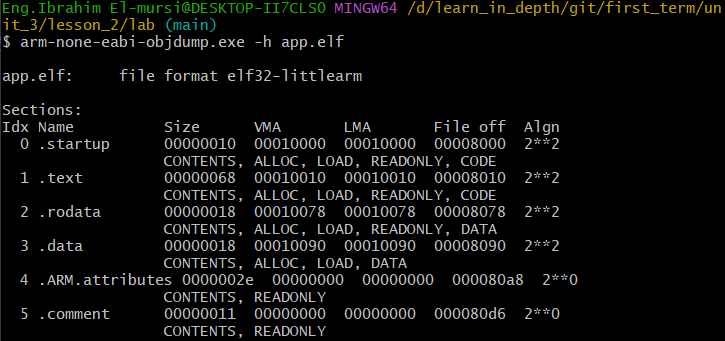 Eng.Ibrahim El-mursi@DESKTOP-II7CLSO MINGW64 /d/learn_in_depth/git/first_term/un
it_3/lesson_2/lab (main)
$ arm-none-eabi-objdump.exe -h app.elf
app.elf:     file format elf32-littlearm
Sections:
Idx Name          Size      VMA       LMA       File off  Algn
  0 .startup      00000010  00010000  00010000  00008000  2**2
                  CONTENTS, ALLOC, LOAD, READONLY, CODE
  1 .text         00000068  00010010  00010010  00008010  2**2
                  CONTENTS, ALLOC, LOAD, READONLY, CODE
  2 .rodata       00000018  00010078  00010078  00008078  2**2
                  CONTENTS, ALLOC, LOAD, READONLY, DATA
  3 .data         00000018  00010090  00010090  00008090  2**2
                  CONTENTS, ALLOC, LOAD, DATA
  4 .ARM.attributes 0000002e  00000000  00000000  000080a8  2**0
                  CONTENTS, READONLY
  5 .comment      00000011  00000000  00000000  000080d6  2**0
                  CONTENTS, READONLY